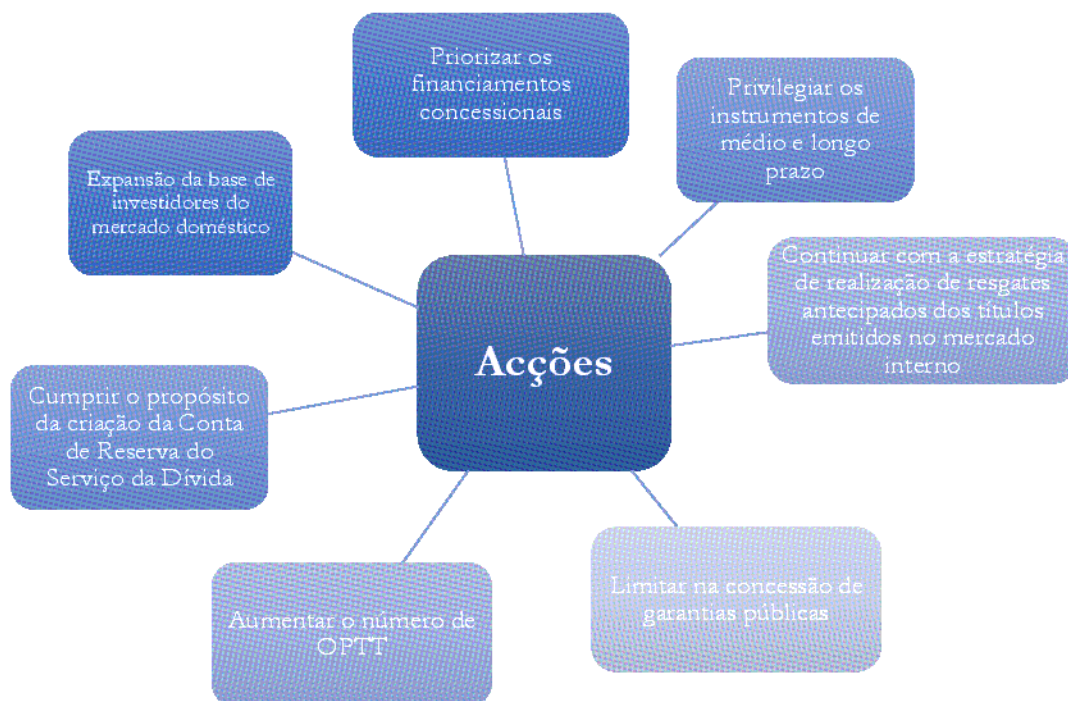 Priorizar os
financiamentos
concessionais
Privilegiar os
instrumentos de
médio e longo
prazo
Expansão da base de
investidores do
mercado doméstico
Continuar com a estratégia
de realização de resgates
antecipados dos títulos
emitidos no mercado
interno
Acções
Cumprir o propósito
da criação da Conta
de Reserva do
Serviço da Dívida
Limitar na concessão de
garantias públicas
Aumentar o número de
OPTT